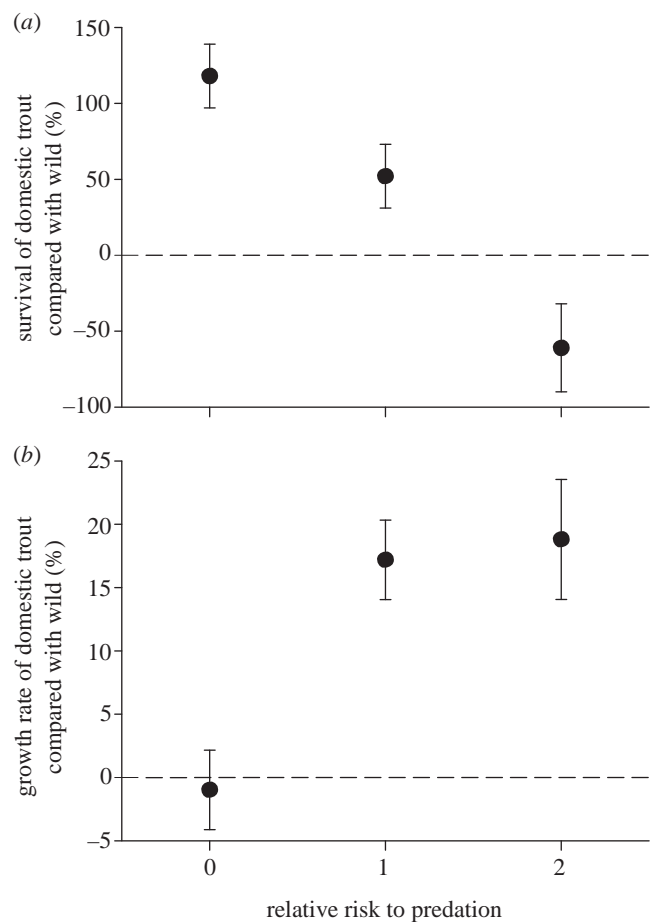 (a)
150
100
50
0
–50
–100
survival of domestic trout
compared with wild (%)
(b)
25
20
15
10
5
0
–5
growth rate of domestic trout
compared with wild (%)
0 1 2
relative risk to predation